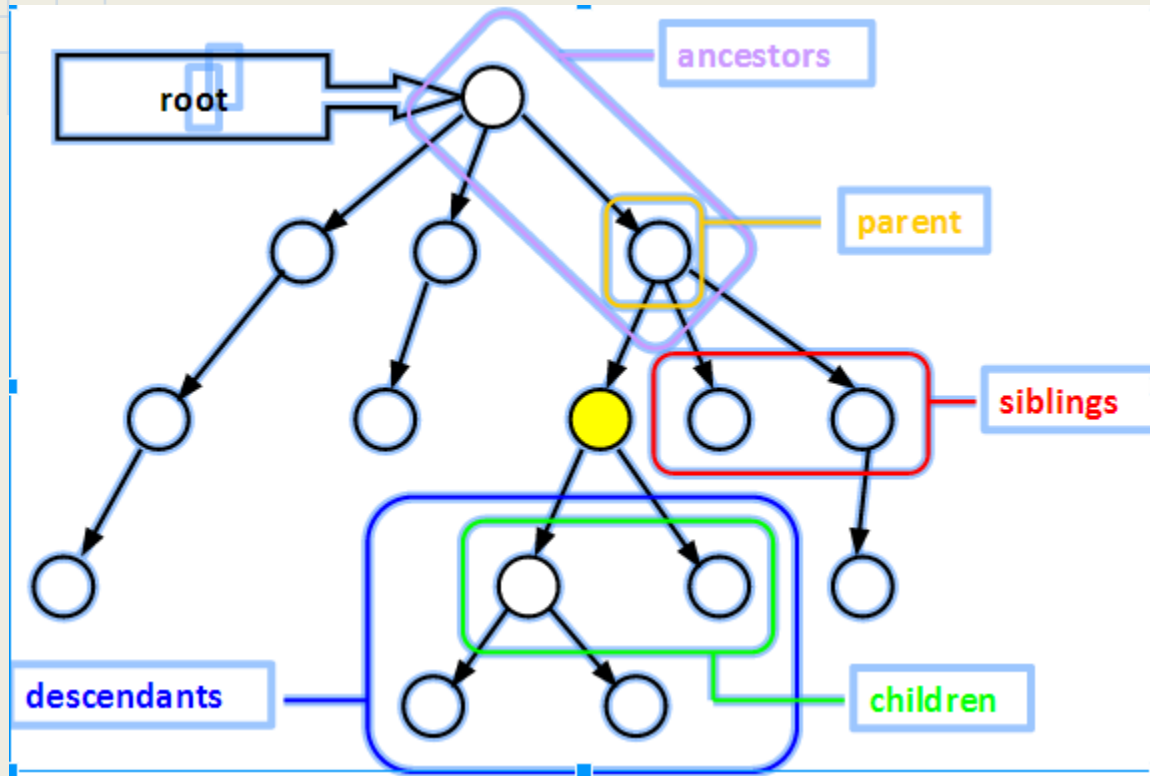 ancestors
root
parent
siblings
descendants
children